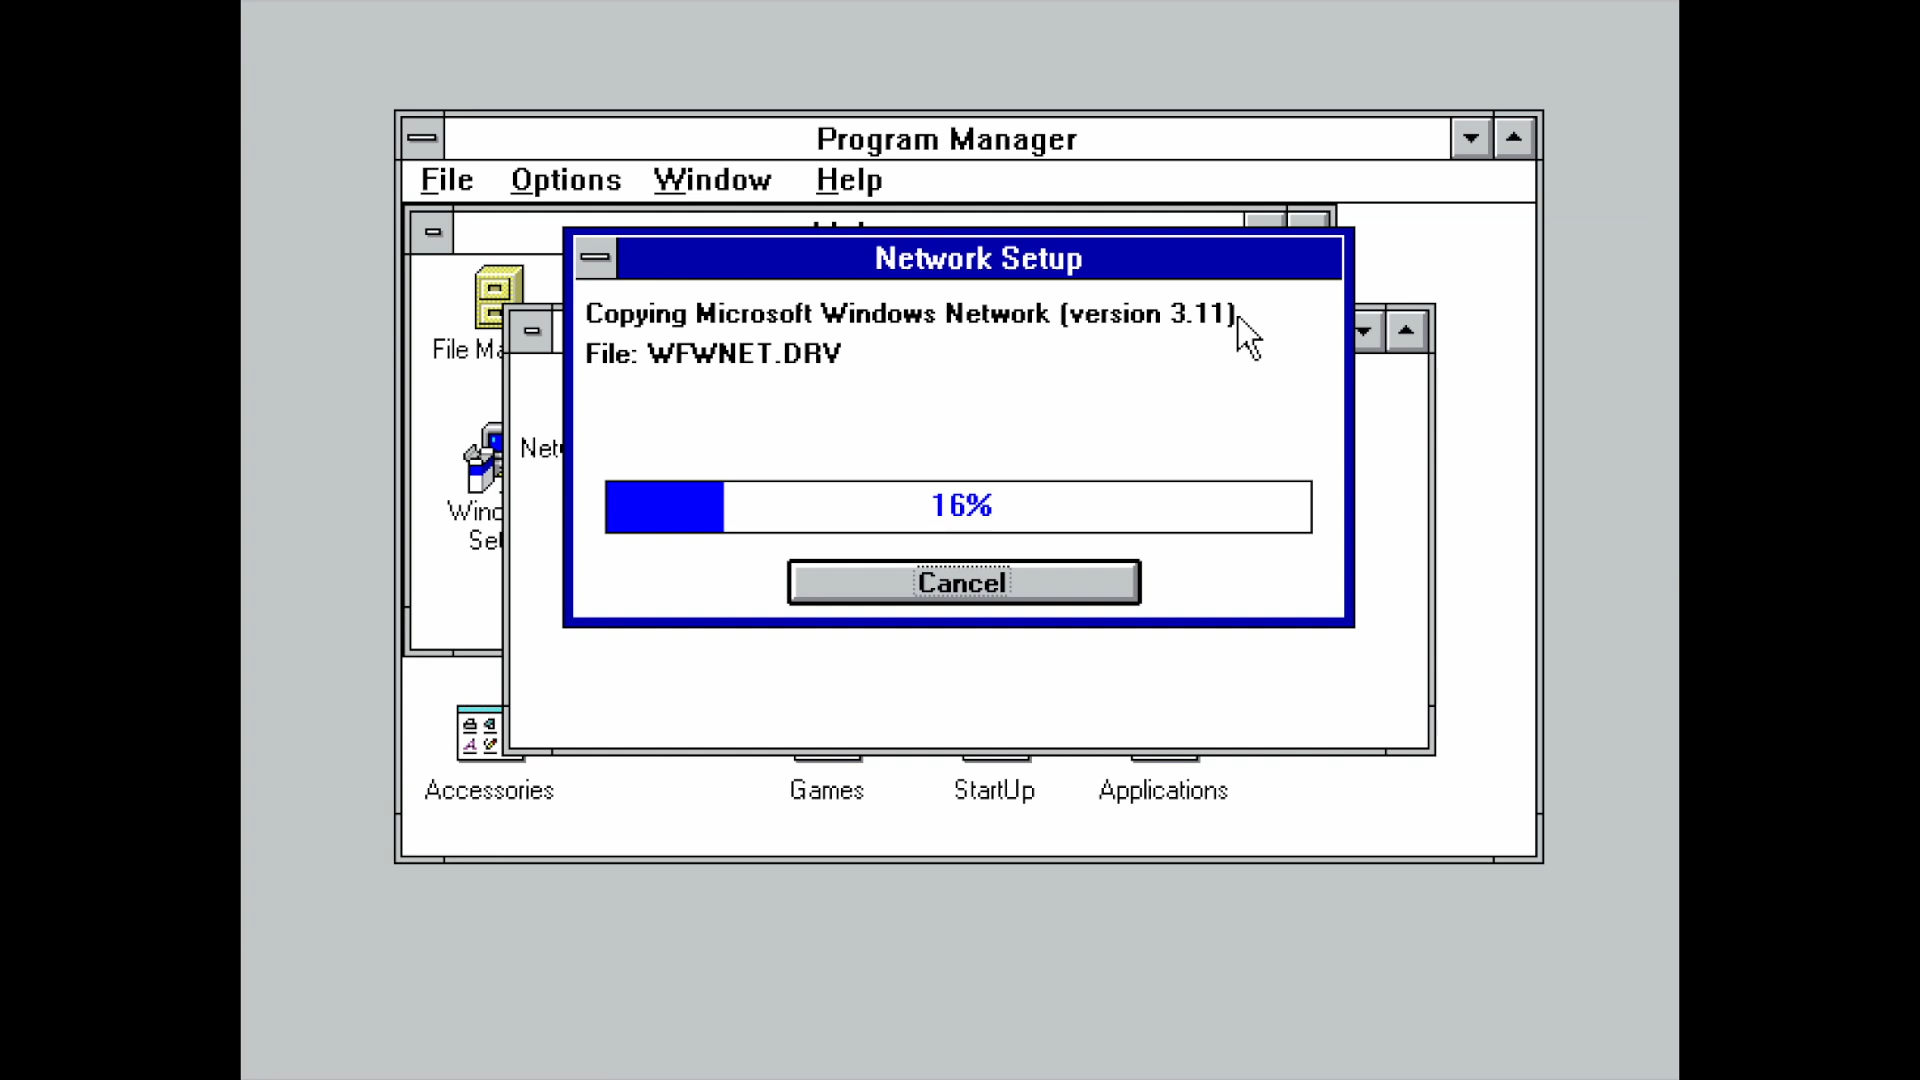 Program Manager
File Options Window Help
Network Setup
Copying Microsoft Windows Network (version 3.11)
File: WFWNET.DRV
File
16%
Cancel
Accessories
Games
StartUp
Applications